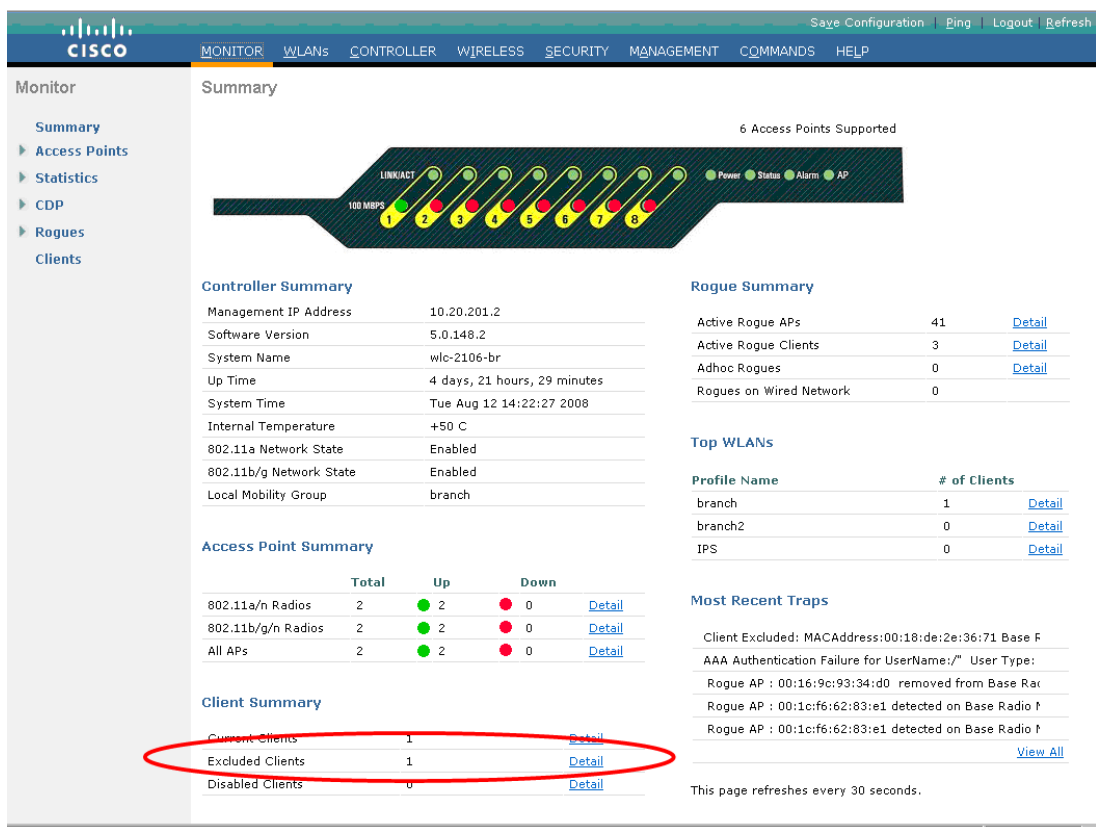 Save Configuration | Ping | Logout | Refresh
CISCO
MONITOR WLANs CONTROLLER WIRELESS SECURITY MANAGEMENT COMMANDS HELP
Monitor
Summary
Access Points
Statistics
CDP
Rogues
Clients
Summary
6 Access Points Supported
LINK/ACT
Power Status Alarm AP
100 MBPS
1 2 3 4 5 6 7 8
Controller Summary
Management IP Address 10.20.201.2
Software Version 5.0.148.2
System Name wlc-2106-br
Up Time 4 days, 21 hours, 29 minutes
System Time Tue Aug 12 14:22:27 2008
Internal Temperature +50 C
802.11a Network State Enabled
802.11b/g Network State Enabled
Local Mobility Group branch
Access Point Summary
Total Up Down
802.11a/n Radios 2 2 0 Detail
802.11b/g/n Radios 2 2 0 Detail
All APs 2 2 0 Detail
Client Summary
Current Clients 1 Detail
Excluded Clients 1 Detail
Disabled Clients 0 Detail
Rogue Summary
Active Rogue APs 41 Detail
Active Rogue Clients 3 Detail
Adhoc Rogues 0 Detail
Rogues on Wired Network 0
Top WLANs
Profile Name # of Clients
branch 1 Detail
branch2 0 Detail
IPS 0 Detail
Most Recent Traps
Client Excluded: MACAddress:00:18:de:2e:36:71 Base
AAA Authentication Failure for UserName:/" User Type:
Rogue AP : 00:16:9c:93:34:d0 removed from Base
Rogue AP : 00:1c:f6:62:83:e1 detected on Base Radio
Rogue AP : 00:1c:f6:62:83:e1 detected on Base Radio
View All
This page refreshes every 30 seconds.